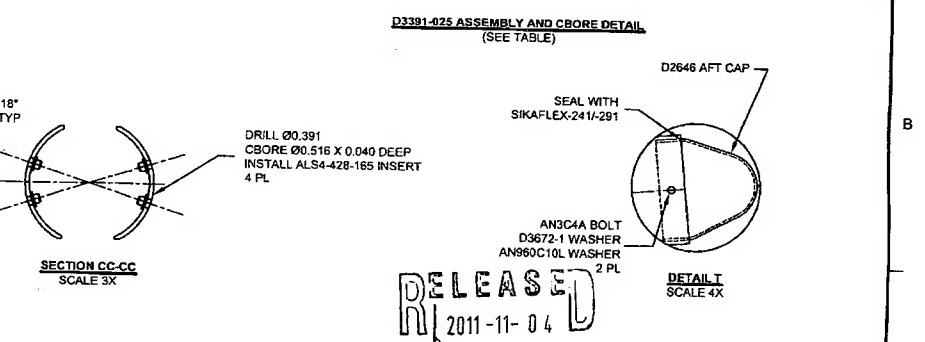 D3391-025 ASSEMBLY AND CBORE DETAIL
(SEE TABLE)
D2646 AFT CAP
18°
TYP
SEAL WITH
SIKAFLEX-241/-291
B
DRILL Ø0.391
CBORE Ø0.516 X 0.040 DEEP
INSTALL ALS4-428-165 INSERT
4 PL
AN3C4A BOLT
D3672-1 WASHER
AN960C10L WASHER
2 PL
SECTION CC-CC
SCALE 3X
DETAIL T
SCALE 4X
RELEASED
2011-11-04